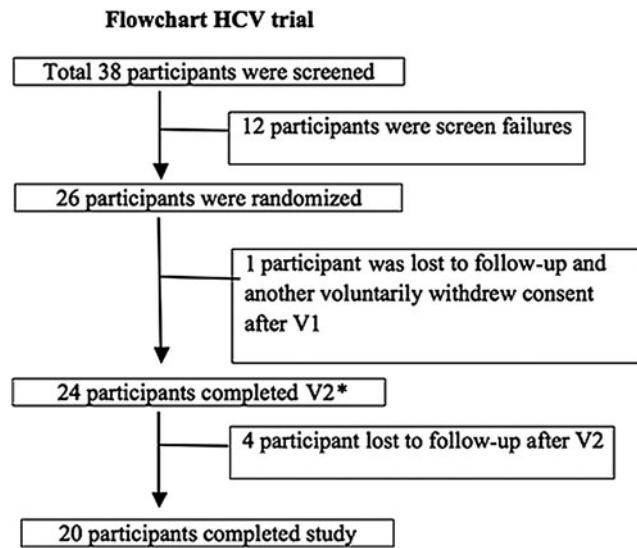 Flowchart HCV trial
Total 38 participants were screened
12 participants were screen failures
26 participants were randomized
1 participant was lost to follow-up and
another voluntarily withdrew consent
after V1
24 participants completed V2*
4 participant lost to follow-up after V2
20 participants completed study